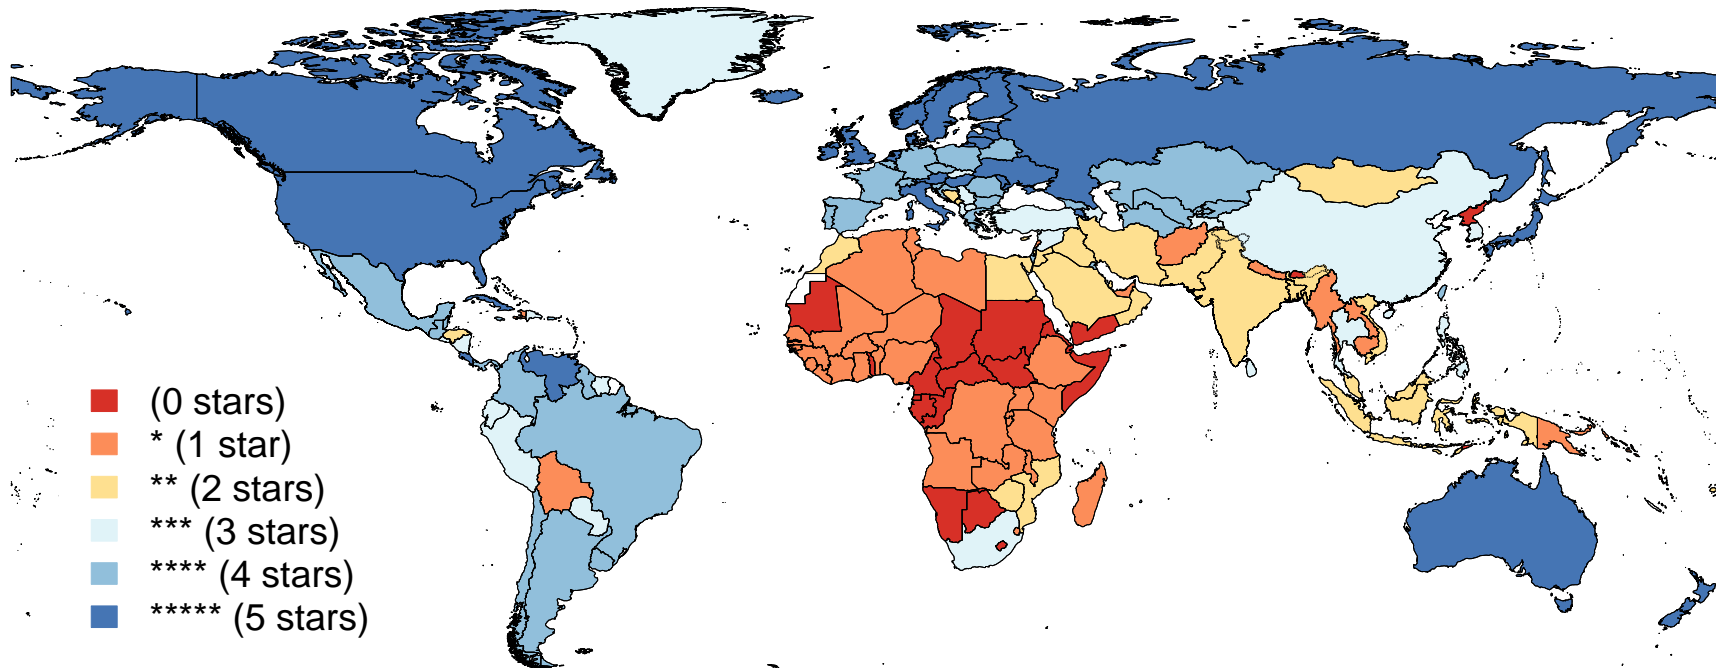 (0 stars)
* (1 star)
** (2 stars)
*** (3 stars)
**** (4 stars)
***** (5 stars)